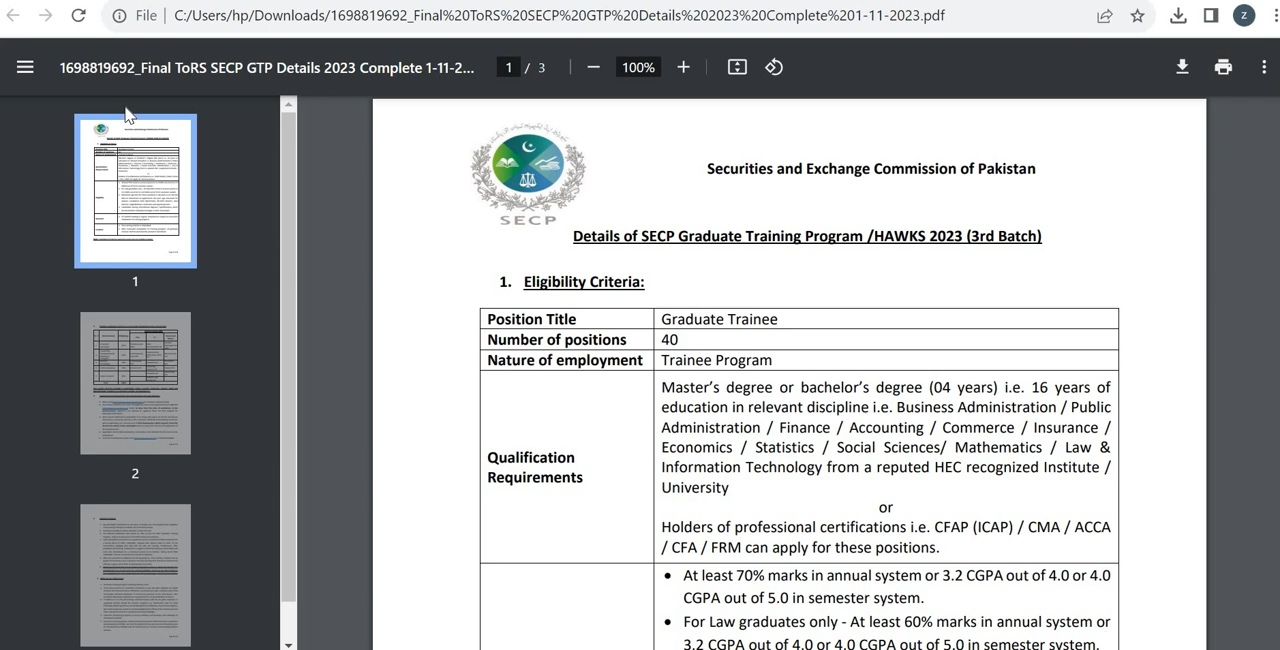 File
C:/Users/hp/Downloads/1698819692_Final%20ToRS%20SECP%20GTP%20Details%202023%20Complete%201-11-2023.pdf
Z
1698819692_Final ToRS SECP GTP Details 2023 Complete 1-11-2...
1 / 3
100%
1
2
SECP
Securities and Exchange Commission of Pakistan
Details of SECP Graduate Training Program /HAWKS 2023 (3rd Batch)
1. Eligibility Criteria:
Position Title Graduate Trainee
Number of positions 40
Nature of employment Trainee Program
Qualification
Requirements
Master's degree or bachelor's degree (04 years) i.e. 16 years of
education in relevant discipline i.e. Business Administration / Public
Administration / Finance / Accounting / Commerce / Insurance /
Economics / Statistics / Social Sciences/ Mathematics / Law &
Information Technology from a reputed HEC recognized Institute /
University
or
Holders of professional certifications i.e. CFAP (ICAP) / CMA / ACCA
/ CFA / FRM can apply for these positions.
• At least 70% marks in annual system or 3.2 CGPA out of 4.0 or 4.0
CGPA out of 5.0 in semester system.
• For Law graduates only - At least 60% marks in annual system or
3.2 CGPA out of 4.0 or 4.0 CGPA out of 5.0 in semester system.